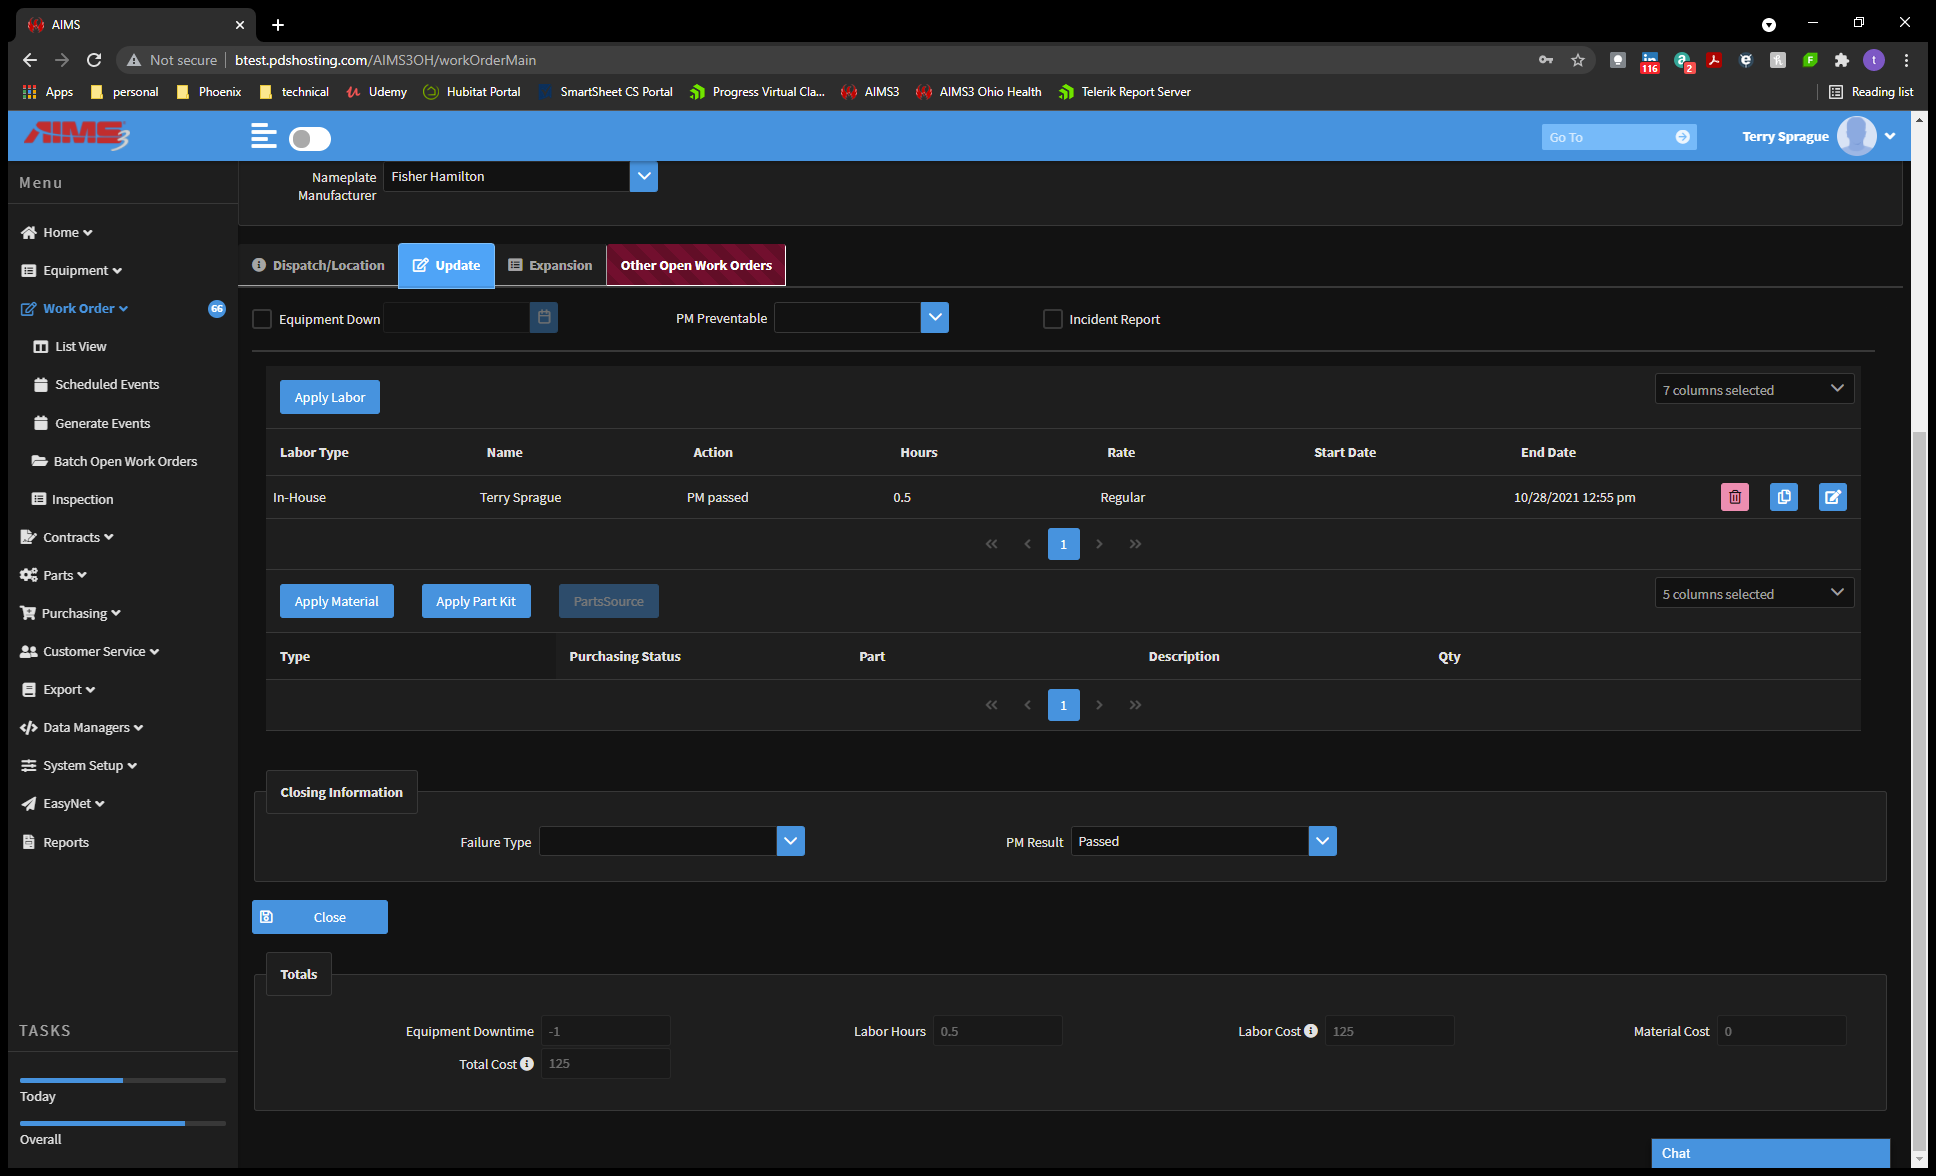 AIMS
Not secure
btest.pdshosting.com/AIMS3OH/workOrderMain
116
2
t
Apps
personal
Phoenix
technical
Udemy
Hubitat Portal
SmartSheet CS Portal
Progress Virtual Cla...
AIMS3
AIMS3 Ohio Health
Telerik Report Server
Reading list
AIMS3
Go To
Terry Sprague
Menu
Home
Equipment
Work Order
66
List View
Scheduled Events
Generate Events
Batch Open Work Orders
Inspection
Contracts
Parts
Purchasing
Customer Service
Export
Data Managers
System Setup
EasyNet
Reports
TASKS
Today
Overall
Nameplate
Manufacturer
Fisher Hamilton
Dispatch/Location
Update
Expansion
Other Open Work Orders
Equipment Down
PM Preventable
Incident Report
Apply Labor
7 columns selected
Labor Type Name Action Hours Rate Start Date End Date
In-House Terry Sprague PM passed 0.5 Regular 10/28/2021 12:55 pm
« ‹ 1 › »
Apply Material
Apply Part Kit
PartsSource
5 columns selected
Type Purchasing Status Part Description Qty
« ‹ 1 › »
Closing Information
Failure Type
PM Result Passed
Close
Totals
Equipment Downtime -1
Labor Hours 0.5
Labor Cost 125
Material Cost 0
Total Cost 125
Chat